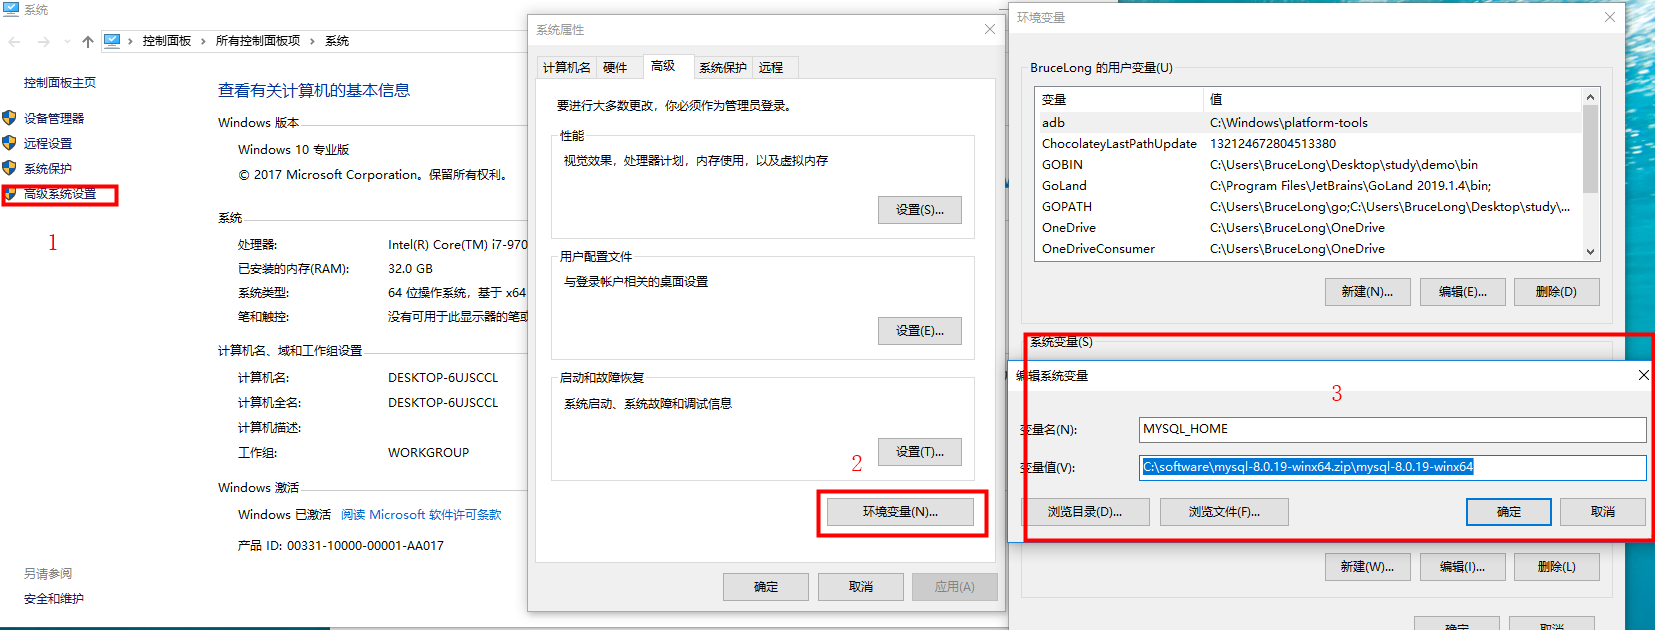 系统
控制面板 › 所有控制面板项 › 系统
控制面板主页
设备管理器
远程设置
系统保护
高级系统设置
1
另请参阅
安全和维护
查看有关计算机的基本信息
Windows 版本
Windows 10 专业版
© 2017 Microsoft Corporation。保留所有权利。
系统
处理器: Intel(R) Core(TM) i7-970
已安装的内存(RAM): 32.0 GB
系统类型: 64 位操作系统，基于 x64
笔和触控: 没有可用于此显示器的笔或
计算机名、域和工作组设置
计算机名: DESKTOP-6UJSCCL
计算机全名: DESKTOP-6UJSCCL
计算机描述:
工作组: WORKGROUP
Windows 激活
Windows 已激活 阅读 Microsoft 软件许可条款
产品 ID: 00331-10000-00001-AA017
系统属性
计算机名 硬件 高级 系统保护 远程
要进行大多数更改，你必须作为管理员登录。
性能
视觉效果，处理器计划，内存使用，以及虚拟内存
设置(S)...
用户配置文件
与登录帐户相关的桌面设置
设置(E)...
启动和故障恢复
系统启动、系统故障和调试信息
设置(T)...
2
环境变量(N)...
确定 取消 应用(A)
环境变量
BruceLong 的用户变量(U)
变量 值
adb C:\Windows\platform-tools
ChocolateyLastPathUpdate 132124672804513380
GOBIN C:\Users\BruceLong\Desktop\study\demo\bin
GoLand C:\Program Files\JetBrains\GoLand 2019.1.4\bin;
GOPATH C:\Users\BruceLong\go;C:\Users\BruceLong\Desktop\study\...
OneDrive C:\Users\BruceLong\OneDrive
OneDriveConsumer C:\Users\BruceLong\OneDrive
新建(N)... 编辑(E)... 删除(D)
系统变量(S)
编辑系统变量
3
变量名(N): MYSQL_HOME
变量值(V): C:\software\mysql-8.0.19-winx64.zip\mysql-8.0.19-winx64
浏览目录(D)... 浏览文件(F)... 确定 取消
新建(W)... 编辑(I)... 删除(L)
确定 取消